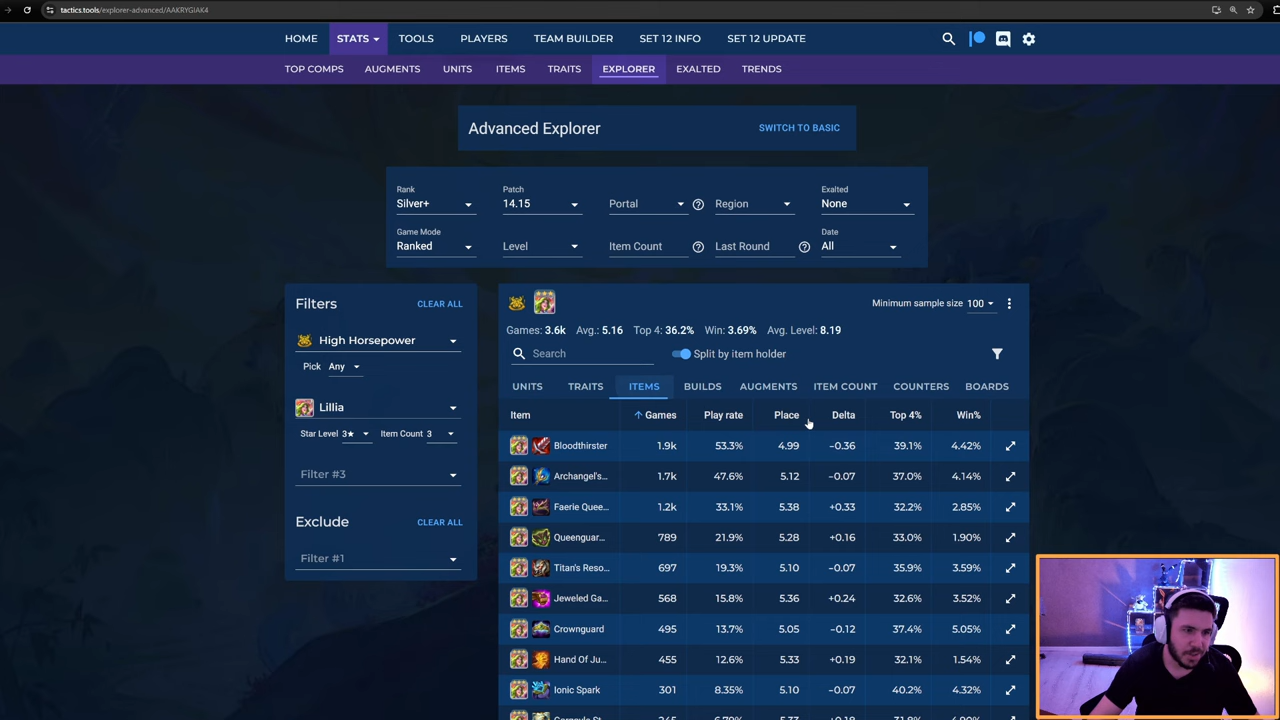 tactics.tools/explorer-advanced/AAKRYGIAK4
HOME STATS TOOLS PLAYERS TEAM BUILDER SET 12 INFO SET 12 UPDATE
TOP COMPS AUGMENTS UNITS ITEMS TRAITS EXPLORER EXALTED TRENDS
Advanced Explorer SWITCH TO BASIC
Rank Patch Exalted
Silver+ 14.15 Portal Region None
Game Mode Date
Ranked Level Item Count Last Round All
Filters CLEAR ALL
High Horsepower
Pick Any
Lillia
Star Level 3★ Item Count 3
Filter #3
Exclude CLEAR ALL
Filter #1
Minimum sample size 100
Games: 3.6k Avg.: 5.16 Top 4: 36.2% Win: 3.69% Avg. Level: 8.19
Search Split by item holder
UNITS TRAITS ITEMS BUILDS AUGMENTS ITEM COUNT COUNTERS BOARDS
Item Games Play rate Place Delta Top 4% Win%
Bloodthirster 1.9k 53.3% 4.99 -0.36 39.1% 4.42%
Archangel's... 1.7k 47.6% 5.12 -0.07 37.0% 4.14%
Faerie Quee... 1.2k 33.1% 5.38 +0.33 32.2% 2.85%
Queenguar... 789 21.9% 5.28 +0.16 33.0% 1.90%
Titan's Reso... 697 19.3% 5.10 -0.07 35.9% 3.59%
Jeweled Ga... 568 15.8% 5.36 +0.24 32.6% 3.52%
Crownguard 495 13.7% 5.05 -0.12 37.4% 5.05%
Hand Of Ju... 455 12.6% 5.33 +0.19 32.1% 1.54%
Ionic Spark 301 8.35% 5.10 -0.07 40.2% 4.32%